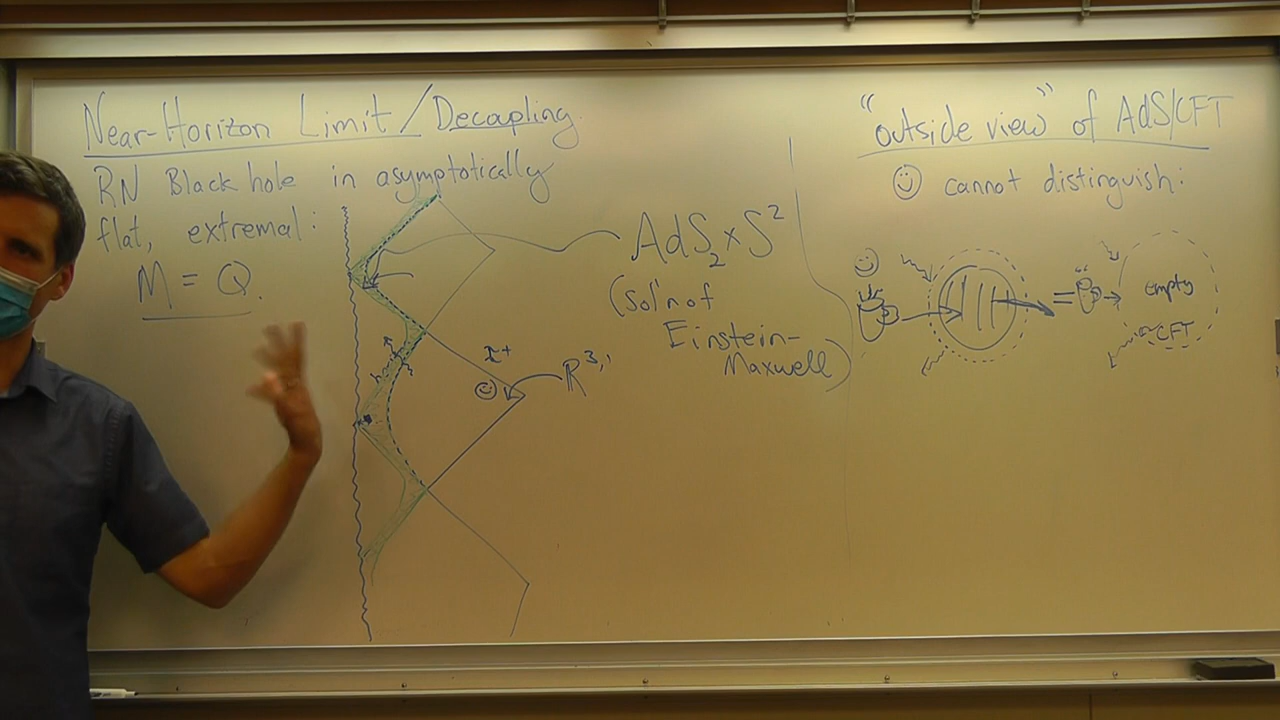 Near-Horizon Limit/Decoupling
RN Black hole in asymptotically
flat, extremal:
M = Q.
AdS₂ x S²
(sol'n of
Einstein-
Maxwell)
I⁺
R³,¹
"outside view" of AdS/CFT
☺ cannot distinguish:
=
empty
CFT